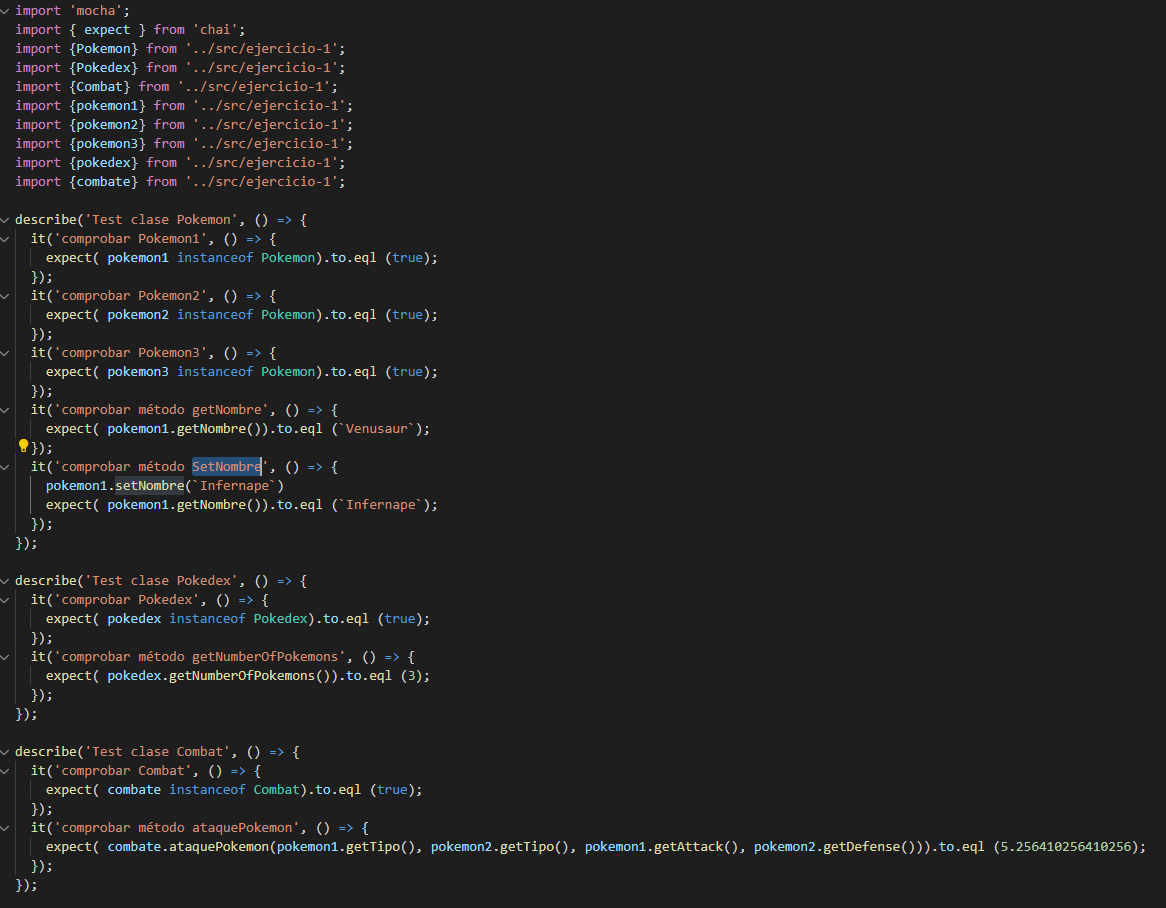 import 'mocha';
import { expect } from 'chai';
import {Pokemon} from '../src/ejercicio-1';
import {Pokedex} from '../src/ejercicio-1';
import {Combat} from '../src/ejercicio-1';
import {pokemon1} from '../src/ejercicio-1';
import {pokemon2} from '../src/ejercicio-1';
import {pokemon3} from '../src/ejercicio-1';
import {pokedex} from '../src/ejercicio-1';
import {combate} from '../src/ejercicio-1';

describe('Test clase Pokemon', () => {
  it('comprobar Pokemon1', () => {
    expect( pokemon1 instanceof Pokemon).to.eql (true);
  });
  it('comprobar Pokemon2', () => {
    expect( pokemon2 instanceof Pokemon).to.eql (true);
  });
  it('comprobar Pokemon3', () => {
    expect( pokemon3 instanceof Pokemon).to.eql (true);
  });
  it('comprobar método getNombre', () => {
    expect( pokemon1.getNombre()).to.eql (`Venusaur`);
  });
  it('comprobar método SetNombre', () => {
    pokemon1.setNombre(`Infernape`)
    expect( pokemon1.getNombre()).to.eql (`Infernape`);
  });
});

describe('Test clase Pokedex', () => {
  it('comprobar Pokedex', () => {
    expect( pokedex instanceof Pokedex).to.eql (true);
  });
  it('comprobar método getNumberOfPokemons', () => {
    expect( pokedex.getNumberOfPokemons()).to.eql (3);
  });
});

describe('Test clase Combat', () => {
  it('comprobar Combat', () => {
    expect( combate instanceof Combat).to.eql (true);
  });
  it('comprobar método ataquePokemon', () => {
    expect( combate.ataquePokemon(pokemon1.getTipo(), pokemon2.getTipo(), pokemon1.getAttack(), pokemon2.getDefense())).to.eql (5.256410256410256);
  });
});